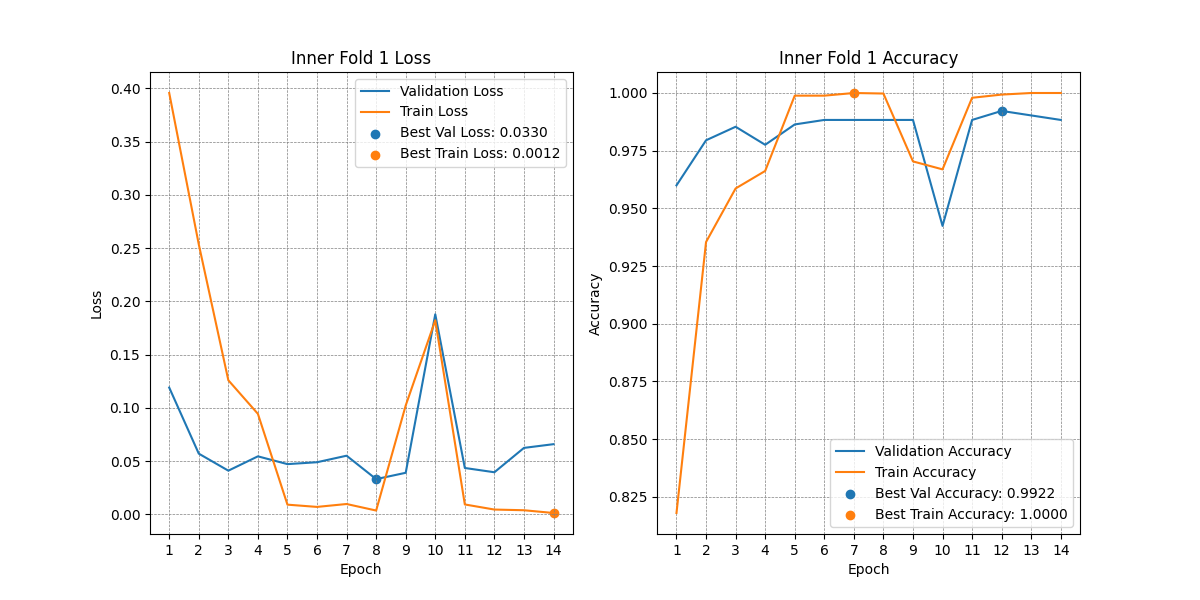 Inner Fold 1 Loss
Loss
0.40
0.35
0.30
0.25
0.20
0.15
0.10
0.05
0.00
Validation Loss
Train Loss
Best Val Loss: 0.0330
Best Train Loss: 0.0012
1 2 3 4 5 6 7 8 9 10 11 12 13 14
Epoch
Inner Fold 1 Accuracy
Accuracy
1.000
0.975
0.950
0.925
0.900
0.875
0.850
0.825
Validation Accuracy
Train Accuracy
Best Val Accuracy: 0.9922
Best Train Accuracy: 1.0000
1 2 3 4 5 6 7 8 9 10 11 12 13 14
Epoch